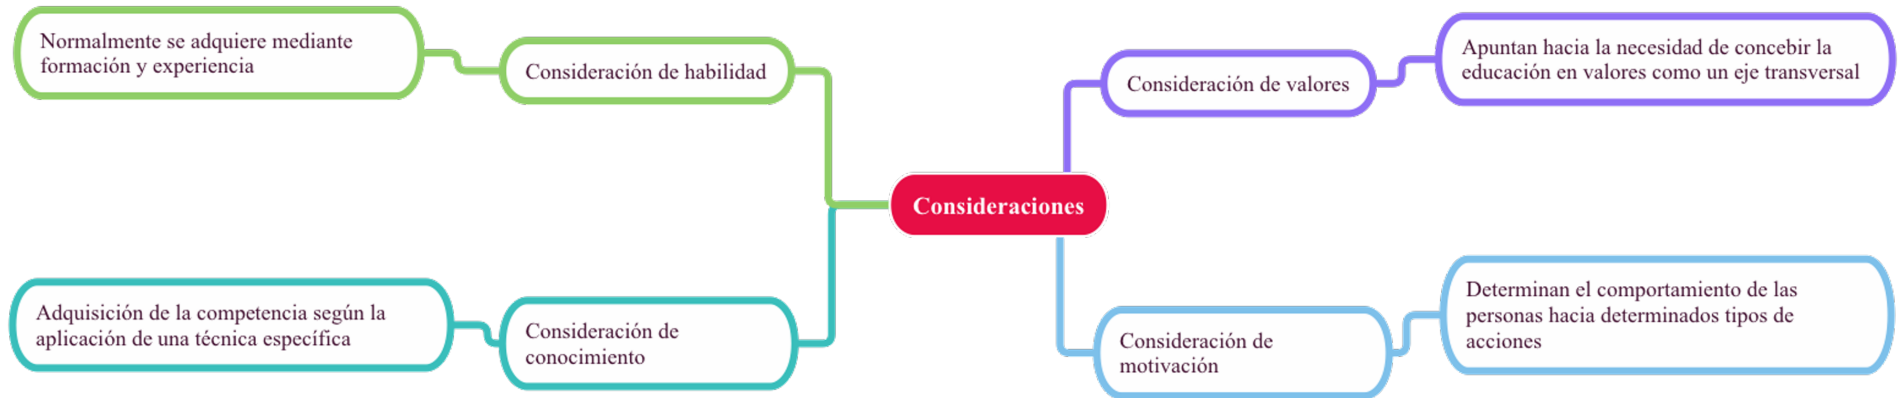 Normalmente se adquiere mediante
formación y experiencia
Consideración de habilidad
Consideración de valores
Apuntan hacia la necesidad de concebir la
educación en valores como un eje transversal
Consideraciones
Adquisición de la competencia según la
aplicación de una técnica específica
Consideración de
conocimiento
Consideración de
motivación
Determinan el comportamiento de las
personas hacia determinados tipos de
acciones